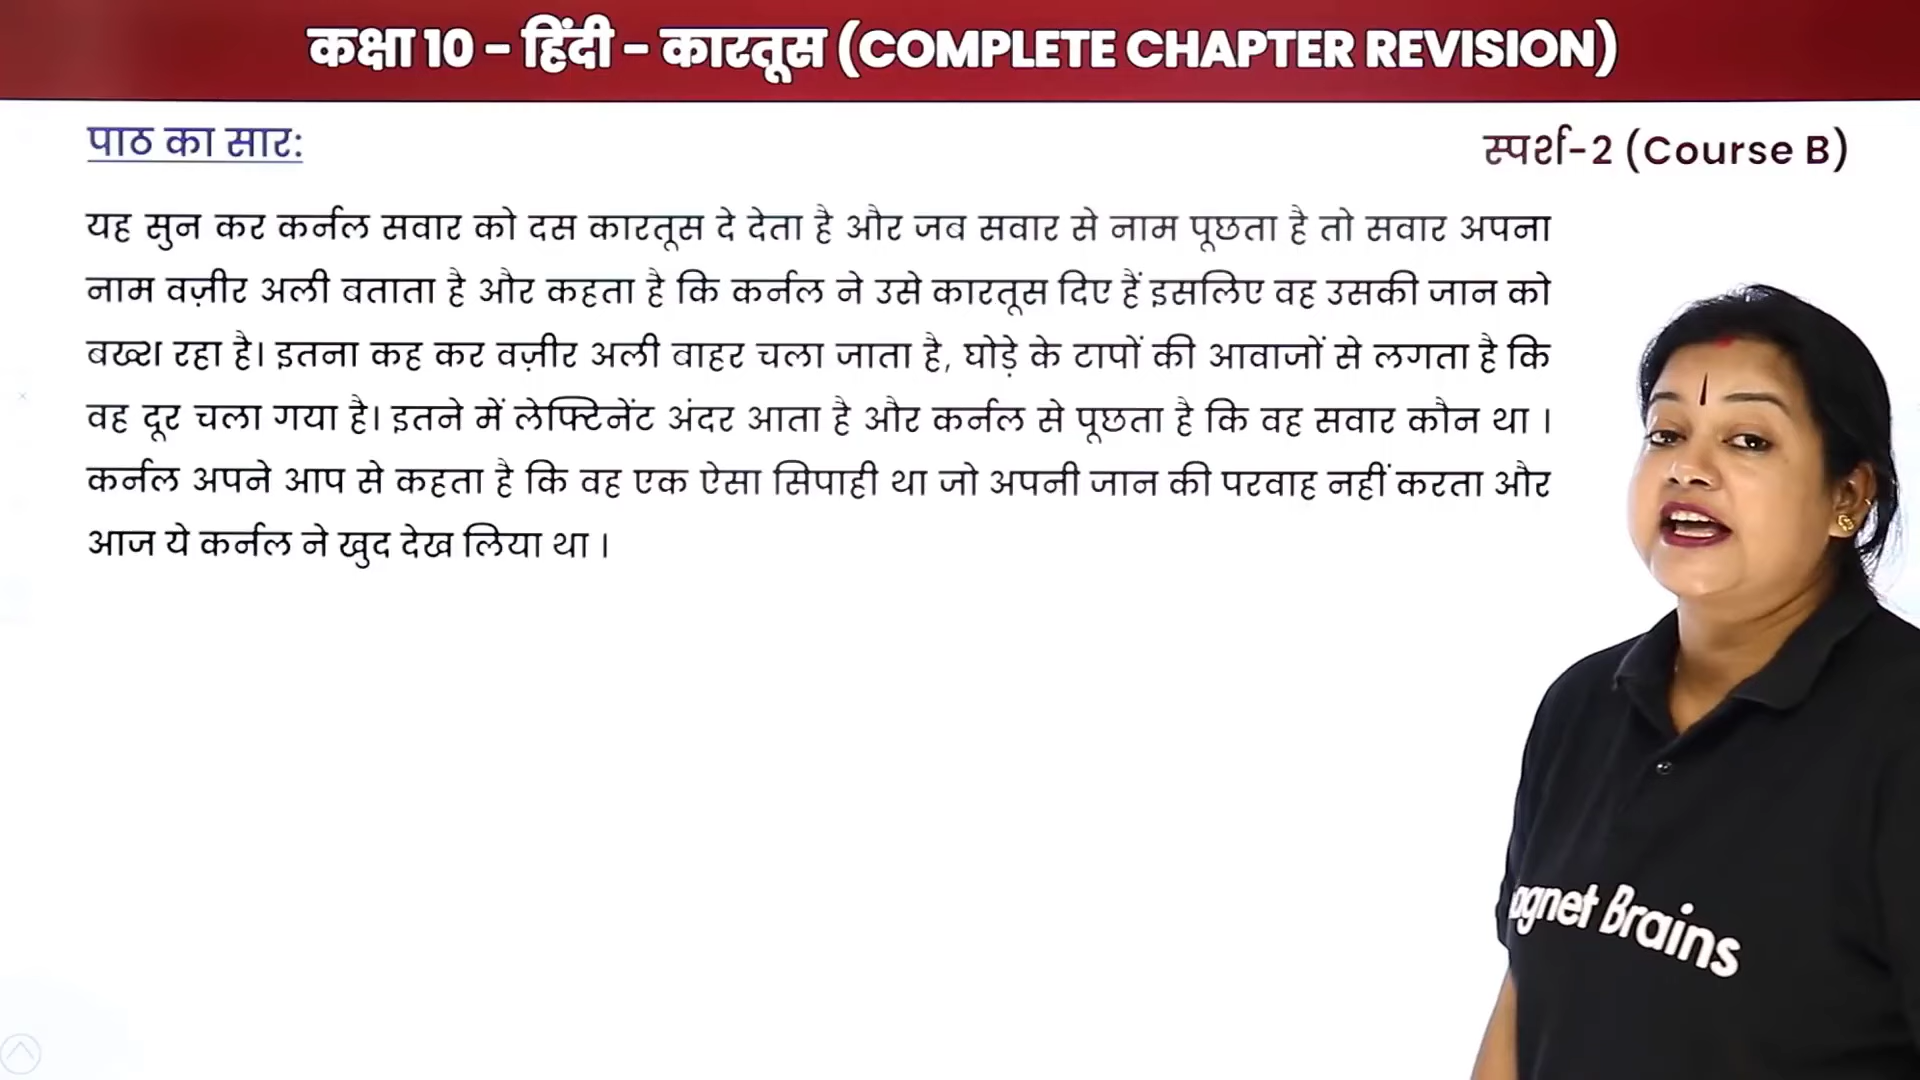 कक्षा 10 - हिंदी - कारतूस (COMPLETE CHAPTER REVISION)
पाठ का सार:
स्पर्श-2 (Course B)
यह सुन कर कर्नल सवार को दस कारतूस दे देता है और जब सवार से नाम पूछता है तो सवार अपना
नाम वज़ीर अली बताता है और कहता है कि कर्नल ने उसे कारतूस दिए हैं इसलिए वह उसकी जान को
बख्श रहा है। इतना कह कर वज़ीर अली बाहर चला जाता है, घोड़े के टापों की आवाजों से लगता है कि
वह दूर चला गया है। इतने में लेफ्टिनेंट अंदर आता है और कर्नल से पूछता है कि वह सवार कौन था ।
कर्नल अपने आप से कहता है कि वह एक ऐसा सिपाही था जो अपनी जान की परवाह नहीं करता और
आज ये कर्नल ने खुद देख लिया था ।
agnet Brains